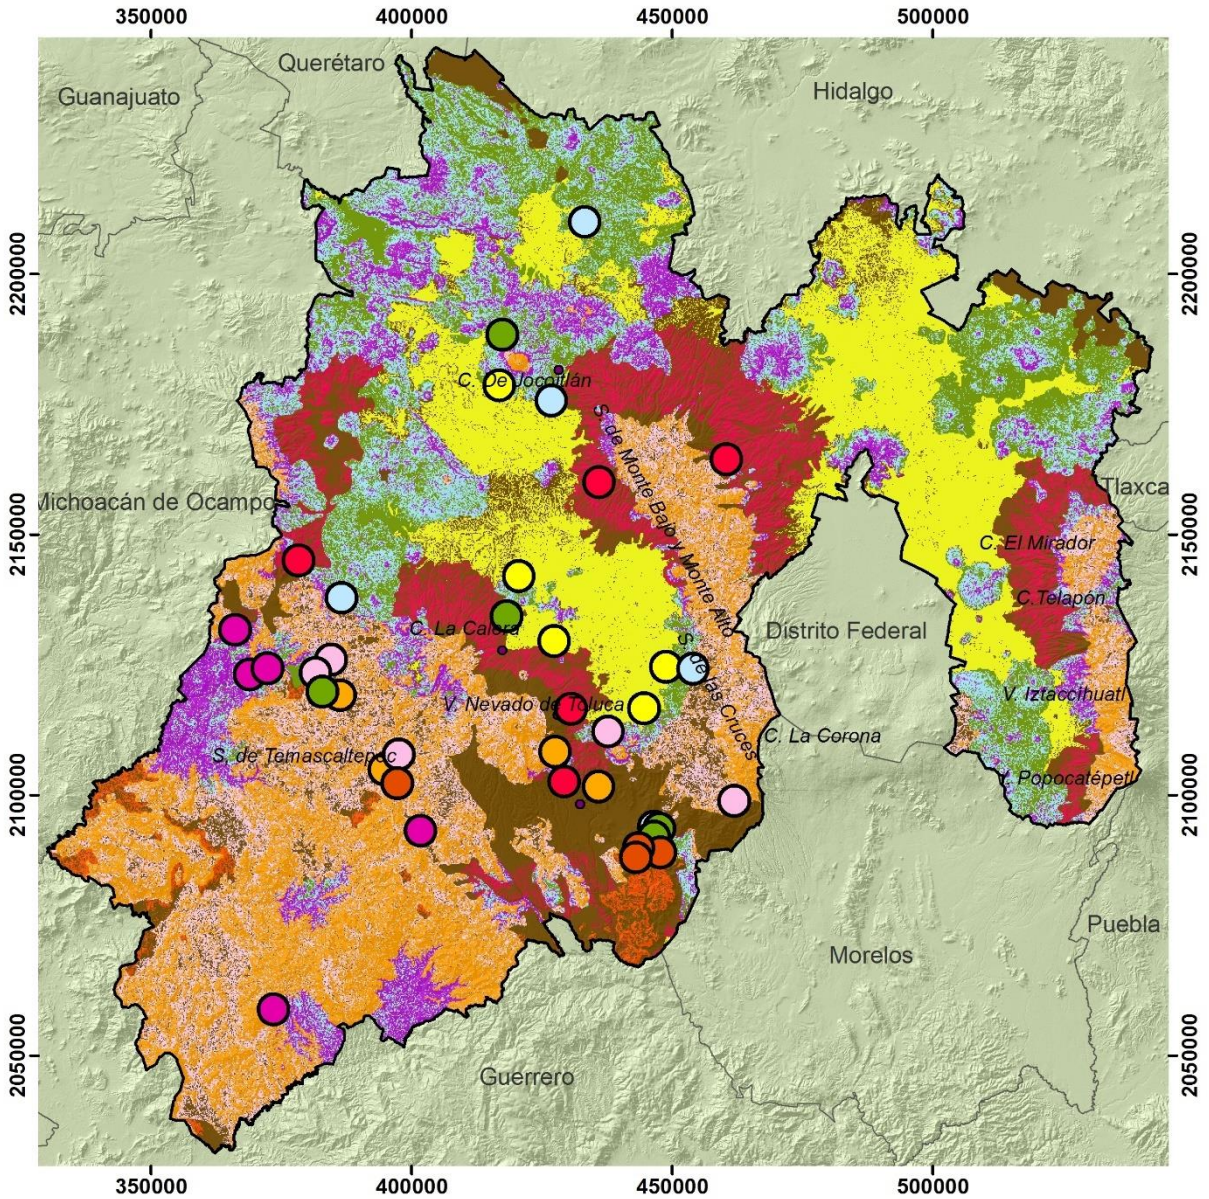 350000 400000 450000 500000
Querétaro
Guanajuato
Hidalgo
2200000
2200000
C. De Jocotitlán
S. de Monte Bajo y Monte Alto
Michoacán de Ocampo
Tlaxca
2150000
2150000
C. El Mirador
C.Telapón
C. La Calera
Distrito Federal
S. de las Cruces
V. Iztaccihuatl
V. Nevado de Toluca
C. La Corona
S. de Temascaltepec
Popocatépetl
2100000
2100000
Puebla
Morelos
2050000
2050000
Guerrero
350000 400000 450000 500000